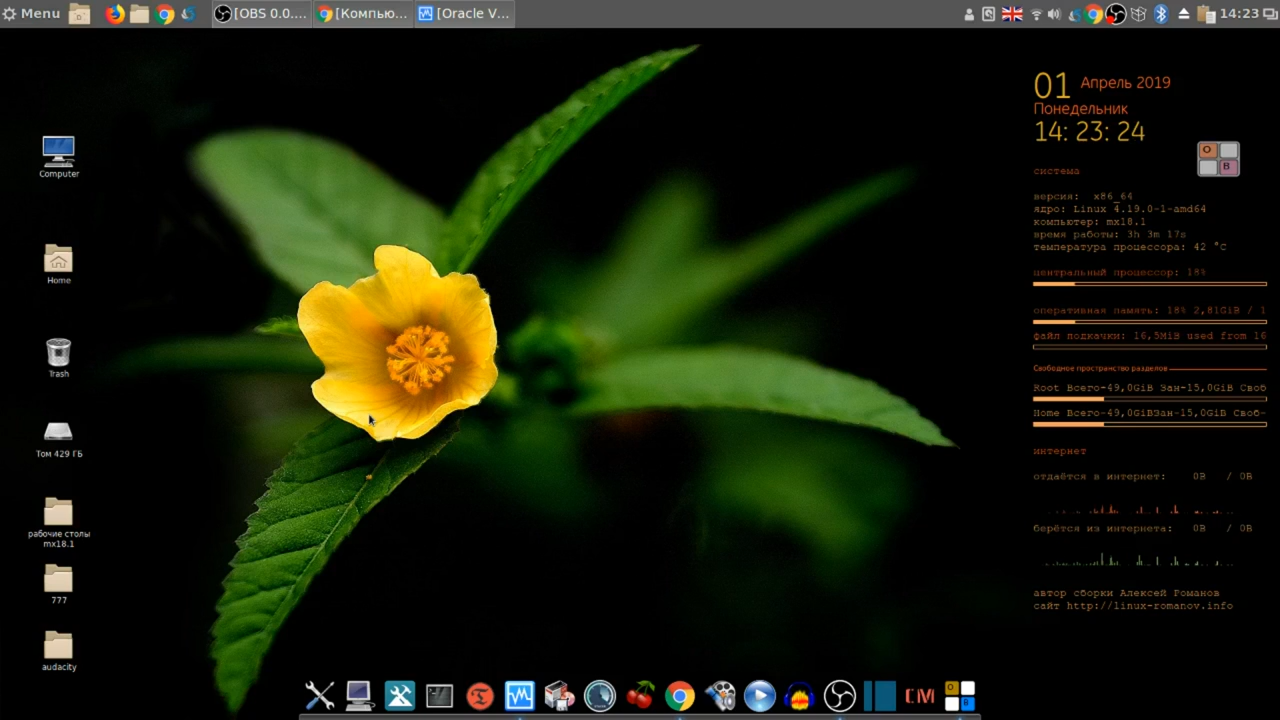 Menu
[OBS 0.0....
[Компью...
[Oracle V...
14:23
Computer
Home
Trash
Том 429 ГБ
рабочие столы
mx18.1
777
audacity
01 Апрель 2019
Понедельник
14: 23: 24
O
B
система
версия: x86_64
ядро: Linux 4.19.0-1-amd64
компьютер: mx18.1
время работы: 3h 3m 17s
температура процессора: 42 °C
центральный процессор: 18%
оперативная память: 18% 2,81GiB / 1
файл подкачки: 16,5MiB used from 16
Свободное пространство разделов
Root Всего-49,0GiB Зан-15,0GiB Своб
Home Всего-49,0GiBЗан-15,0GiB Своб-
интернет
отдаётся в интернет: 0B / 0B
берётся из интернета: 0B / 0B
автор сборки Алексей Романов
сайт http://linux-romanov.info
CM
O
B